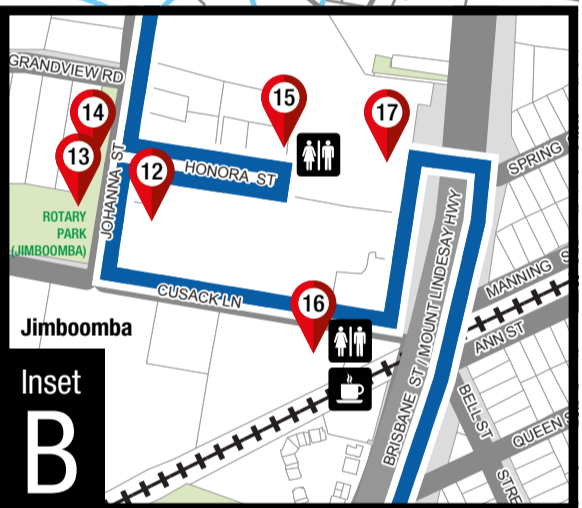 GRANDVIEW RD
14
15
17
13
12
HONORA ST
JOHANNA ST
SPRING
ROTARY
PARK
(JIMBOOMBA)
BRISBANE ST / MOUNT LINDESAY HWY
MANNING S
CUSACK LN
16
Jimboomba
ANN ST
Inset
B
BELL ST
QUEEN S
STRE